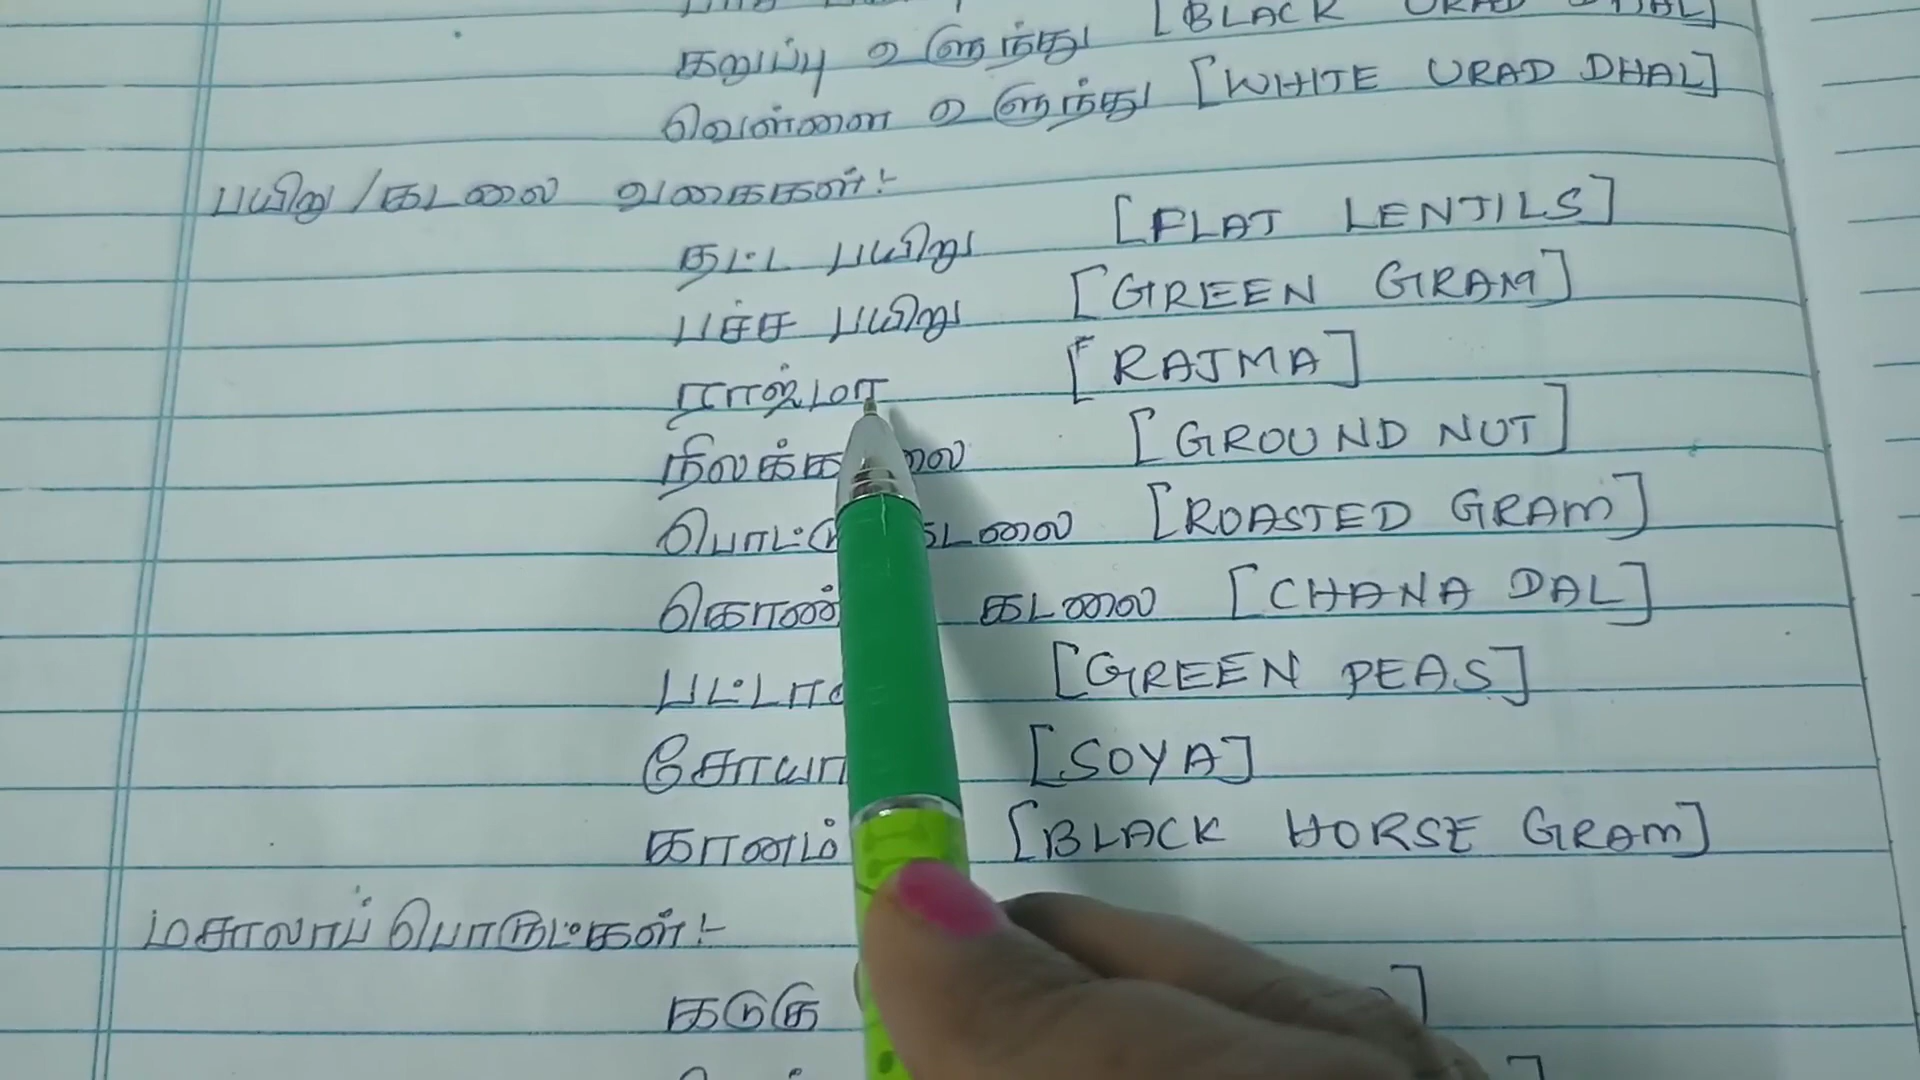 கறுப்பு உளுந்து [BLACK URAD DHAL]
வெள்ளை உளுந்து [WHITE URAD DHAL]
பயிறு/கடலை வகைகள்:-
தட்ட பயிறு [FLAT LENTILS]
பச்ச பயிறு [GREEN GRAM]
ராஜ்மா [RAJMA]
[GROUND NUT]
கடலை [ROASTED GRAM]
கடலை [CHANA DAL]
[GREEN PEAS]
சோயா [SOYA]
கானம் [BLACK HORSE GRAM]
மசாலாப் பொருட்கள்:-
கடுகு